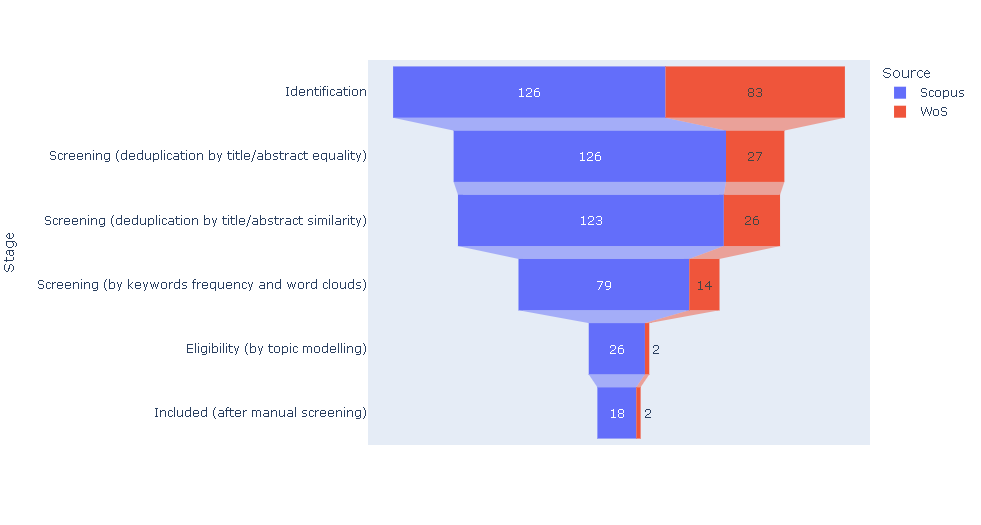 Source
Scopus
WoS
Stage
Identification
126
83
Screening (deduplication by title/abstract equality)
126
27
Screening (deduplication by title/abstract similarity)
123
26
Screening (by keywords frequency and word clouds)
79
14
Eligibility (by topic modelling)
26
2
Included (after manual screening)
18
2